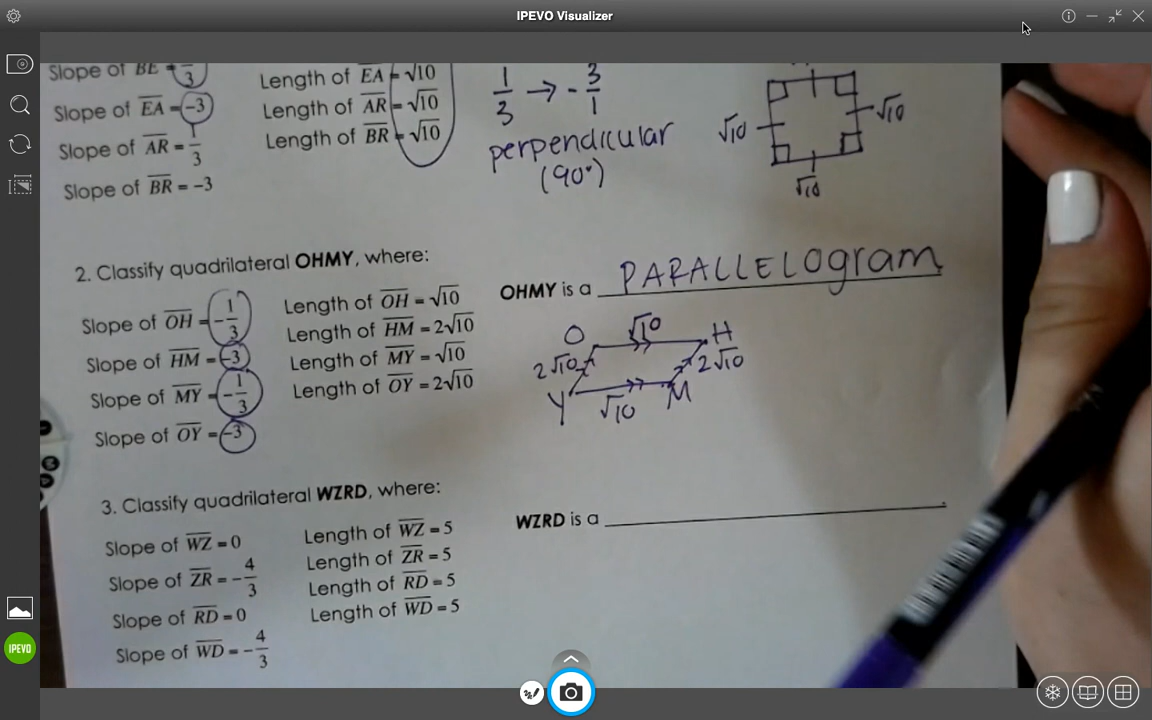 IPEVO Visualizer
Slope of BE = 3
Slope of EA = -3
Slope of AR = 1/3
Slope of BR = -3
Length of EA = √10
Length of AR = √10
Length of BR = √10
1/3 → -3/1
perpendicular
(90°)
√10
√10
√10
2. Classify quadrilateral OHMY, where:
OHMY is a PARALLELOgram
Slope of OH = -1/3
Slope of HM = -3
Slope of MY = -1/3
Slope of OY = -3
Length of OH = √10
Length of HM = 2√10
Length of MY = √10
Length of OY = 2√10
O √10 H
2√10 2√10
Y √10 M
3. Classify quadrilateral WZRD, where:
WZRD is a
Slope of WZ = 0
Slope of ZR = -4/3
Slope of RD = 0
Slope of WD = -4/3
Length of WZ = 5
Length of ZR = 5
Length of RD = 5
Length of WD = 5
IPEVO